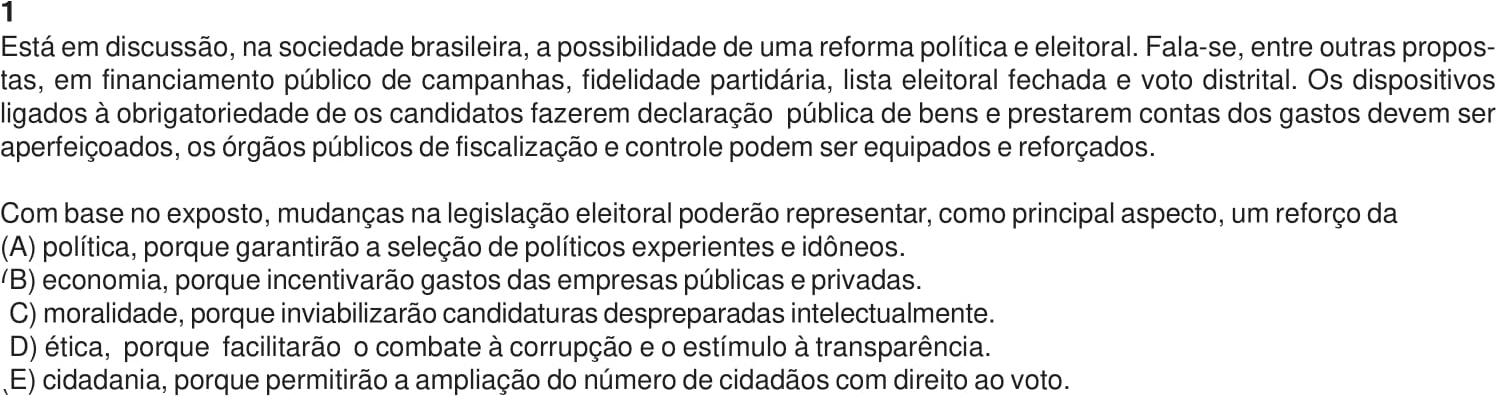 1
Está em discussão, na sociedade brasileira, a possibilidade de uma reforma política e eleitoral. Fala-se, entre outras propos-
tas, em financiamento público de campanhas, fidelidade partidária, lista eleitoral fechada e voto distrital. Os dispositivos
ligados à obrigatoriedade de os candidatos fazerem declaração pública de bens e prestarem contas dos gastos devem ser
aperfeiçoados, os órgãos públicos de fiscalização e controle podem ser equipados e reforçados.
Com base no exposto, mudanças na legislação eleitoral poderão representar, como principal aspecto, um reforço da
(A) política, porque garantirão a seleção de políticos experientes e idôneos.
(B) economia, porque incentivarão gastos das empresas públicas e privadas.
C) moralidade, porque inviabilizarão candidaturas despreparadas intelectualmente.
D) ética, porque facilitarão o combate à corrupção e o estímulo à transparência.
(E) cidadania, porque permitirão a ampliação do número de cidadãos com direito ao voto.